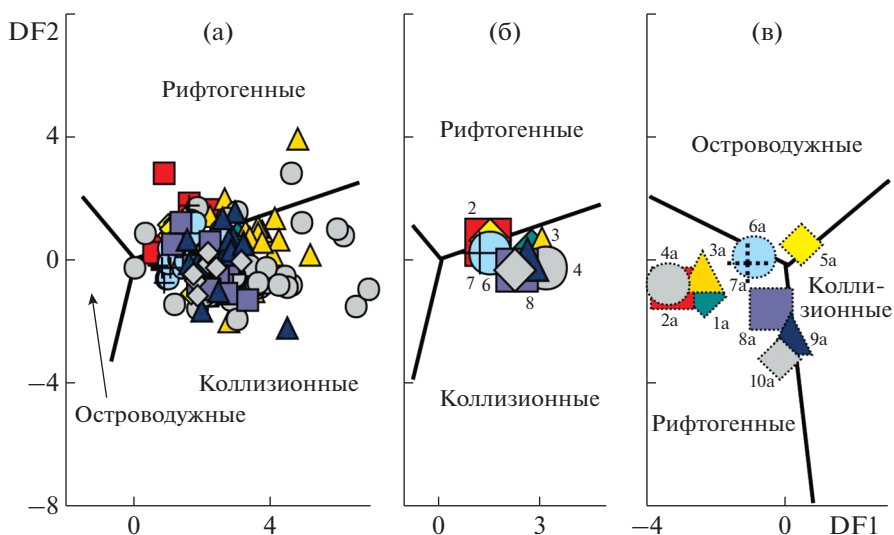 DF2
(а)
(б)
(в)
Рифтогенные
Коллизионные
Островодужные
4
0
−4
−8
0
4
Рифтогенные
Коллизионные
2
3
4
7
6
8
0
3
Островодужные
Колли-
зионные
Рифтогенные
6а
5а
4а
3а
7а
2а
1а
8а
9а
10а
−4
0
DF1